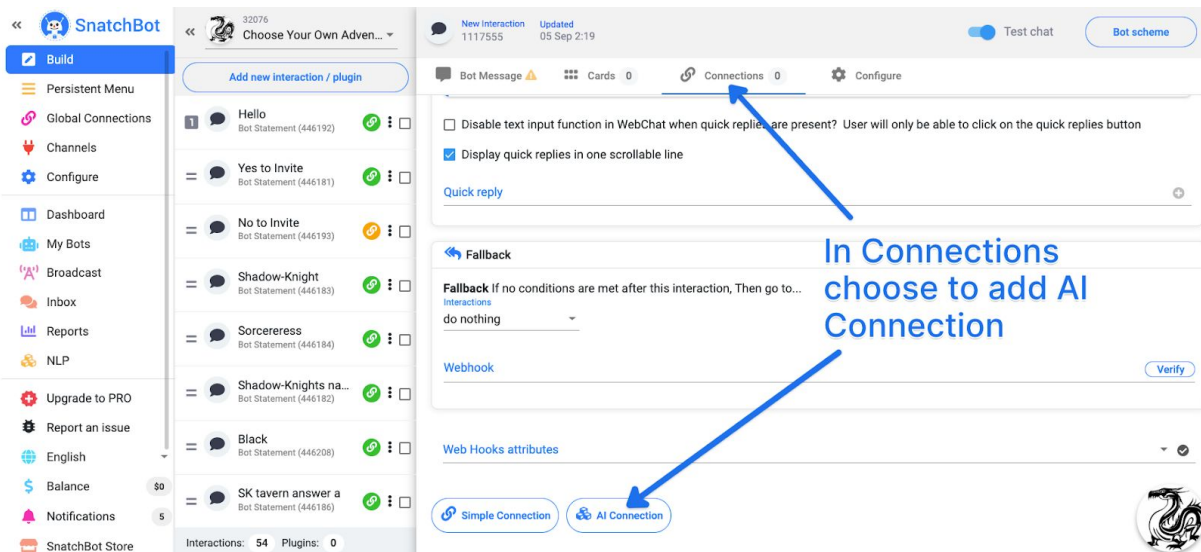 SnatchBot
Build
Persistent Menu
Global Connections
Channels
Configure
Dashboard
My Bots
Broadcast
Inbox
Reports
NLP
Upgrade to PRO
Report an issue
English
Balance $0
Notifications 5
SnatchBot Store
32076
Choose Your Own Adven...
Add new interaction / plugin
1 Hello
Bot Statement (446192)
Yes to Invite
Bot Statement (446181)
No to Invite
Bot Statement (446193)
Shadow-Knight
Bot Statement (446183)
Sorcereress
Bot Statement (446184)
Shadow-Knights na...
Bot Statement (446182)
Black
Bot Statement (446208)
SK tavern answer a
Bot Statement (446186)
Interactions: 54 Plugins: 0
New Interaction Updated
1117555 05 Sep 2:19
Test chat
Bot scheme
Bot Message Cards 0 Connections 0 Configure
Disable text input function in WebChat when quick replies are present? User will only be able to click on the quick replies button
Display quick replies in one scrollable line
Quick reply
Fallback
Fallback If no conditions are met after this interaction, Then go to...
Interactions
do nothing
Webhook
Verify
Web Hooks attributes
Simple Connection AI Connection
In Connections
choose to add AI
Connection